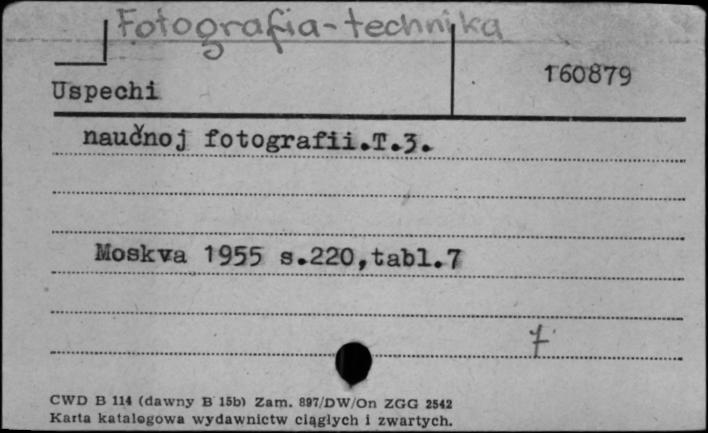 Fotografia-technika
160879
Uspechi
naučnoj fotografii.T.3.
Moskva 1955 s.220,tabl.7
7
CWD B 114 (dawny B 15b) Zam. 897/DW/On ZGG 2542
Karta katalogowa wydawnictw ciągłych i zwartych.